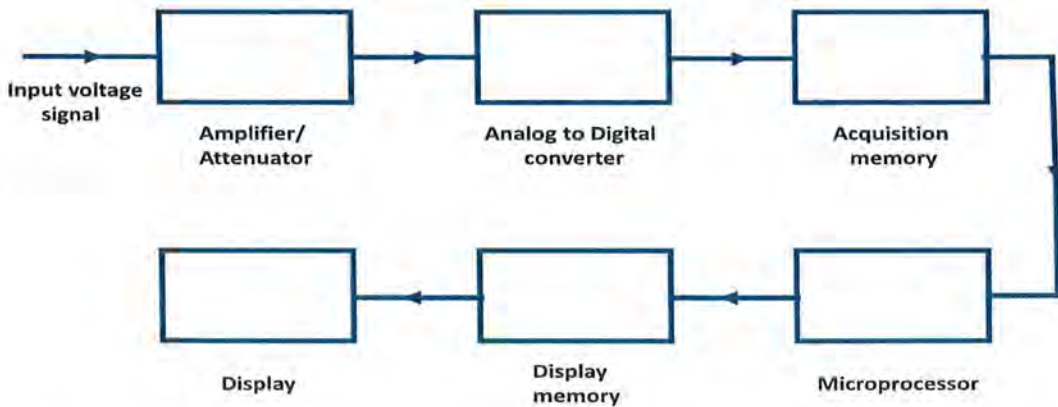 Input voltage
signal
Amplifier/
Attenuator
Analog to Digital
converter
Acquisition
memory
Display
Display
memory
Microprocessor